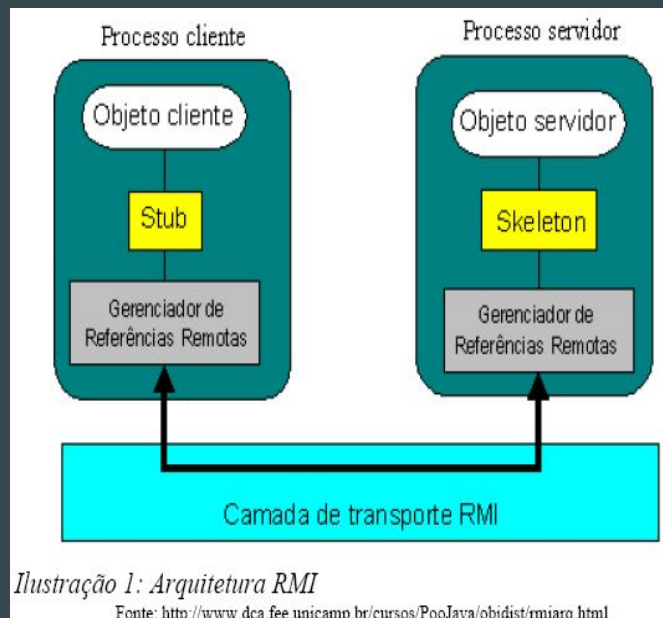 Processo cliente
Processo servidor
Objeto cliente
Objeto servidor
Stub
Skeleton
Gerenciador de
Referências Remotas
Gerenciador de
Referências Remotas
Camada de transporte RMI
Ilustração 1: Arquitetura RMI
Fonte: http://www.dca.fee.unicamp.br/cursos/PooJava/objdist/rmiarq.html